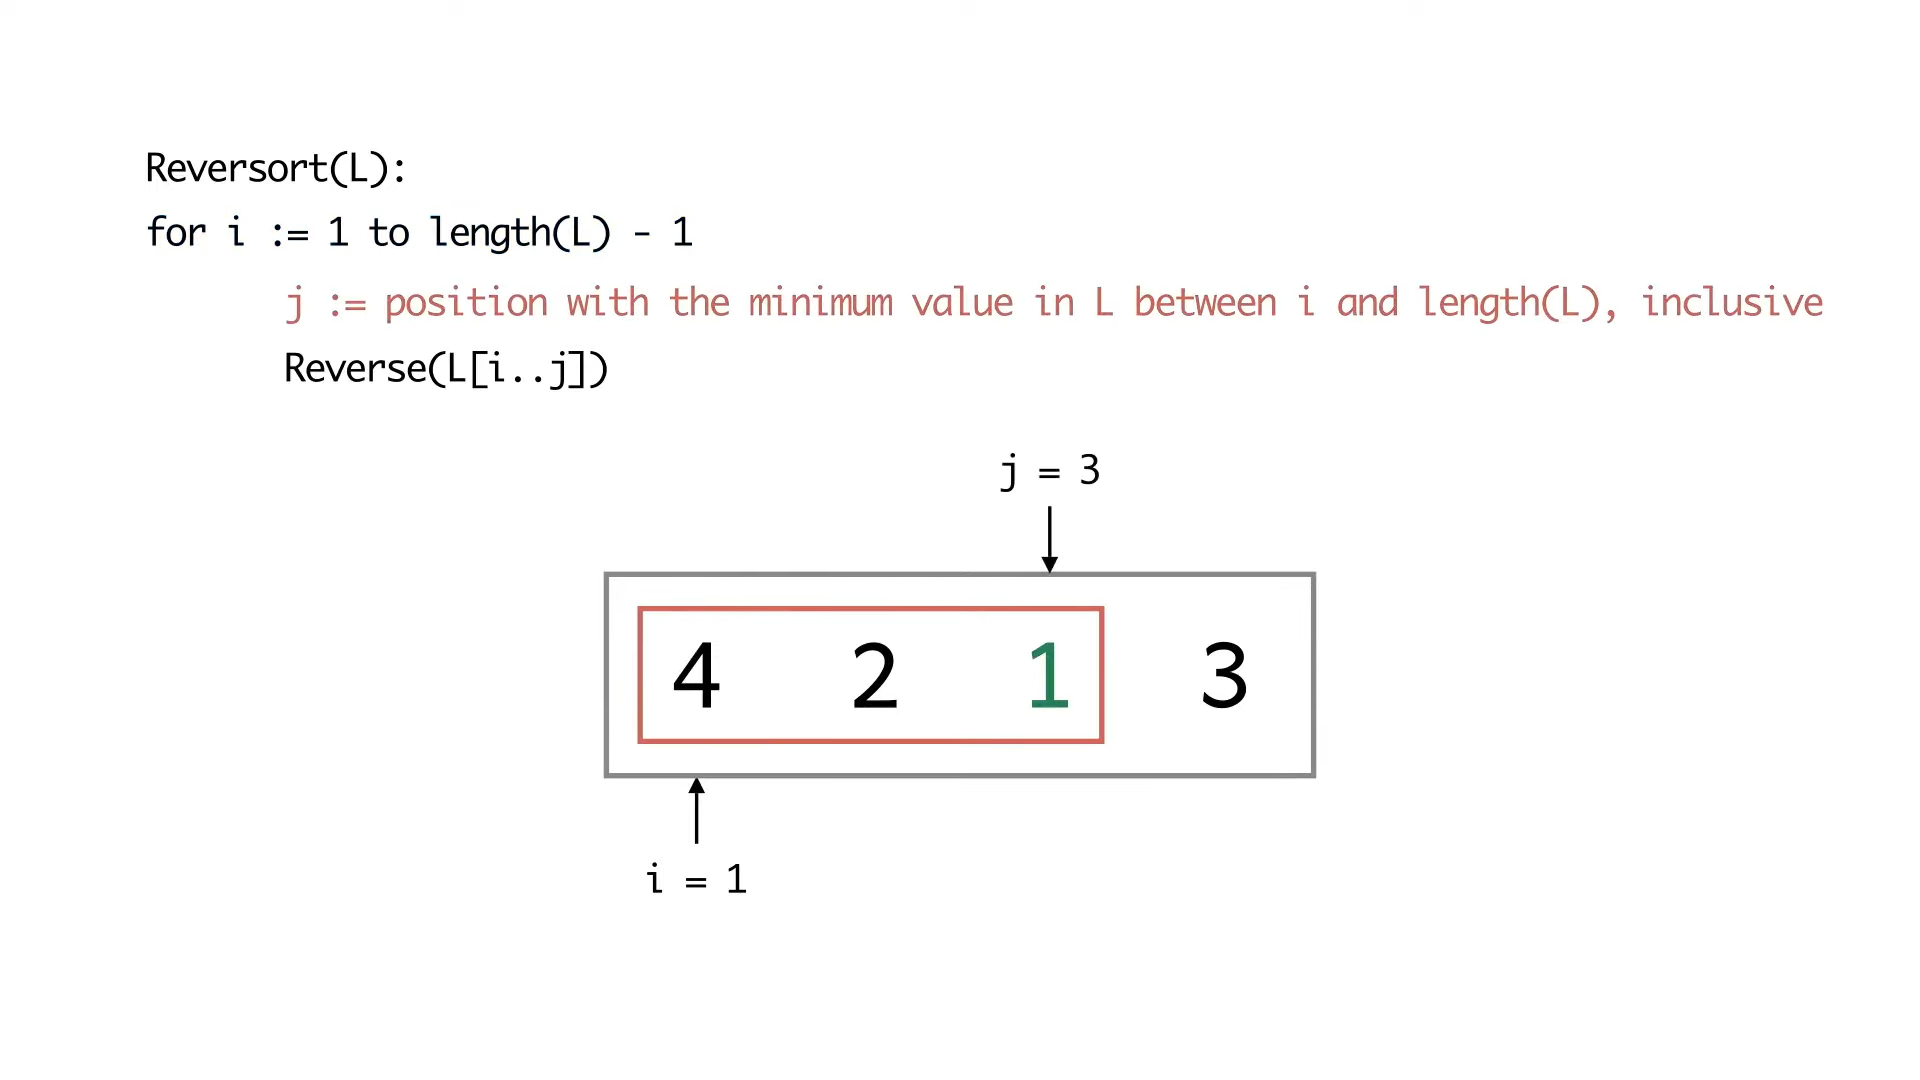 Reversort(L):
for i := 1 to length(L) - 1
j := position with the minimum value in L between i and length(L), inclusive
Reverse(L[i..j])
j = 3
4 2 1 3
i = 1